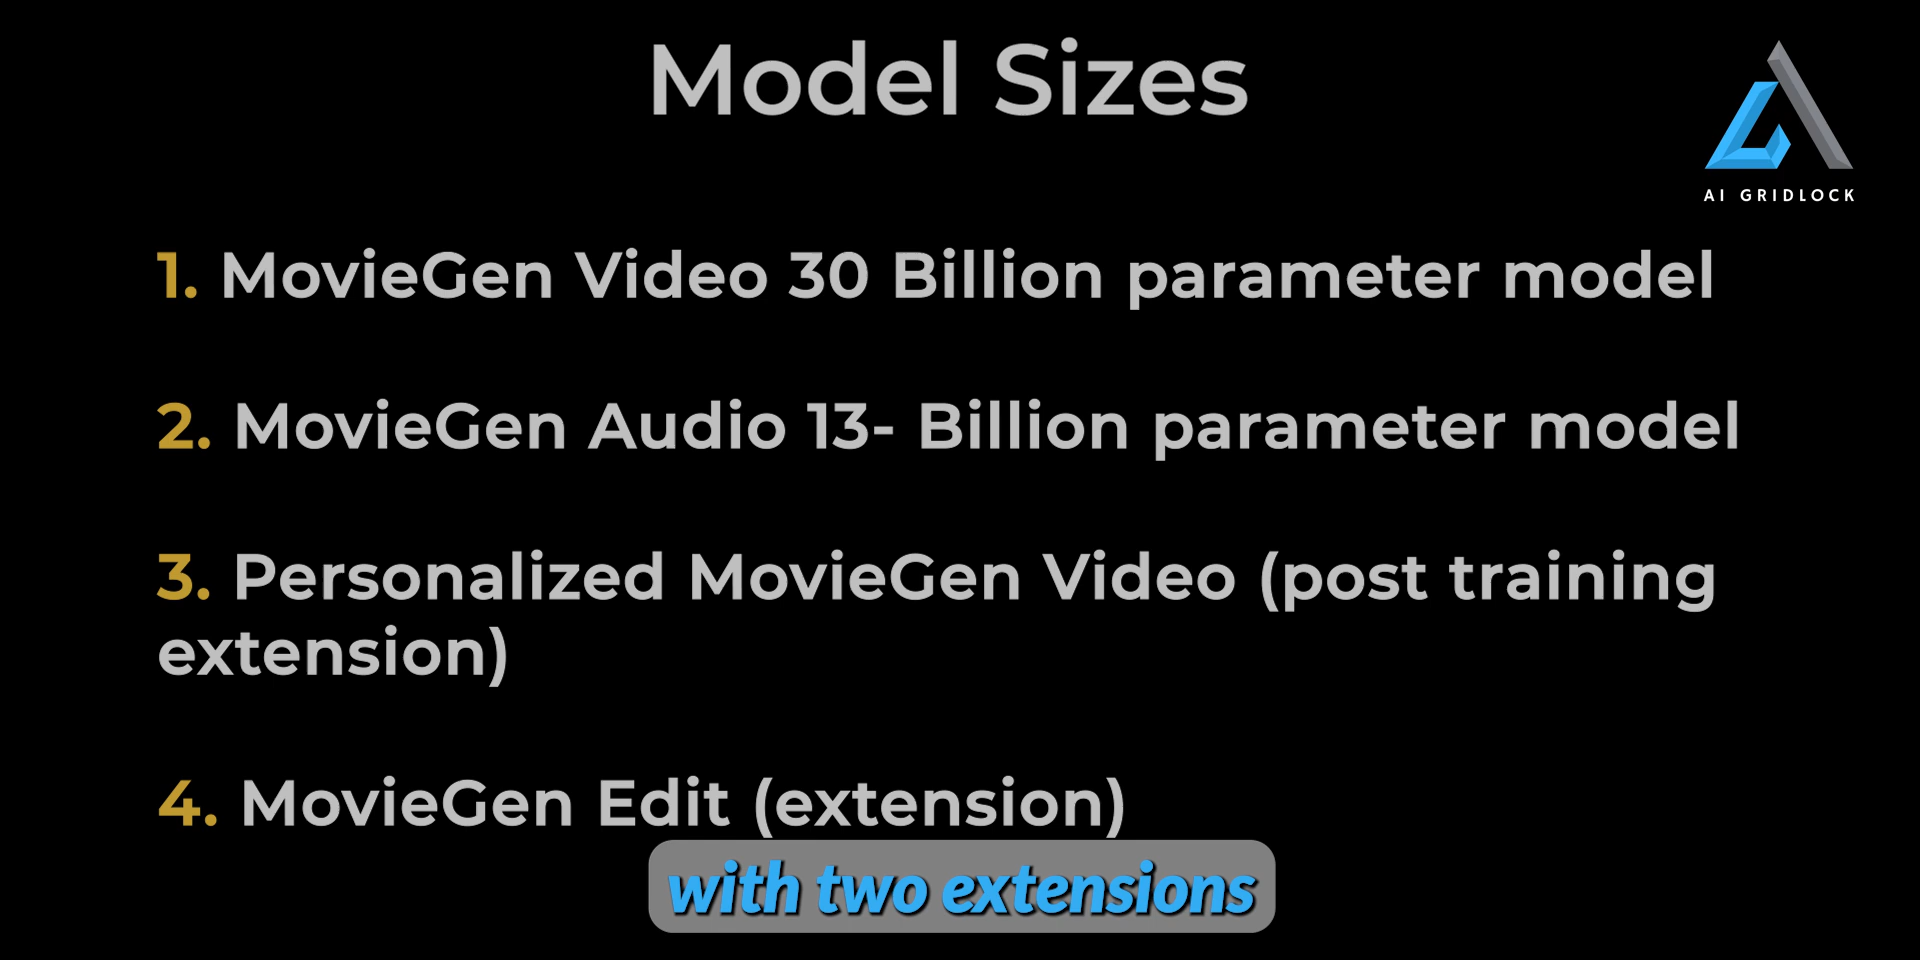 Model Sizes
AI GRIDLOCK
1. MovieGen Video 30 Billion parameter model
2. MovieGen Audio 13- Billion parameter model
3. Personalized MovieGen Video (post training
extension)
4. MovieGen Edit (extension)
with two extensions